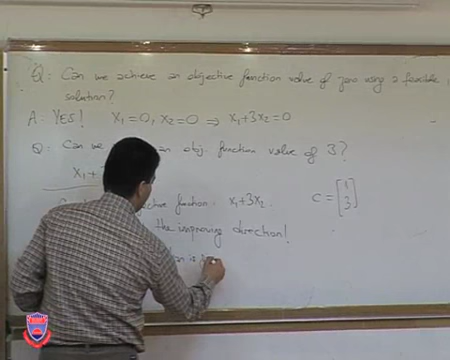 Q: Can we achieve an objective function value of zero using a feasible
solution?
A: YES! X₁=0, X₂=0 ⇒ X₁+3X₂=0
Q: Can we an obj. function value of 3?
X₁+
function: X₁+3X₂ C = [1 3]
the improving direction!
is